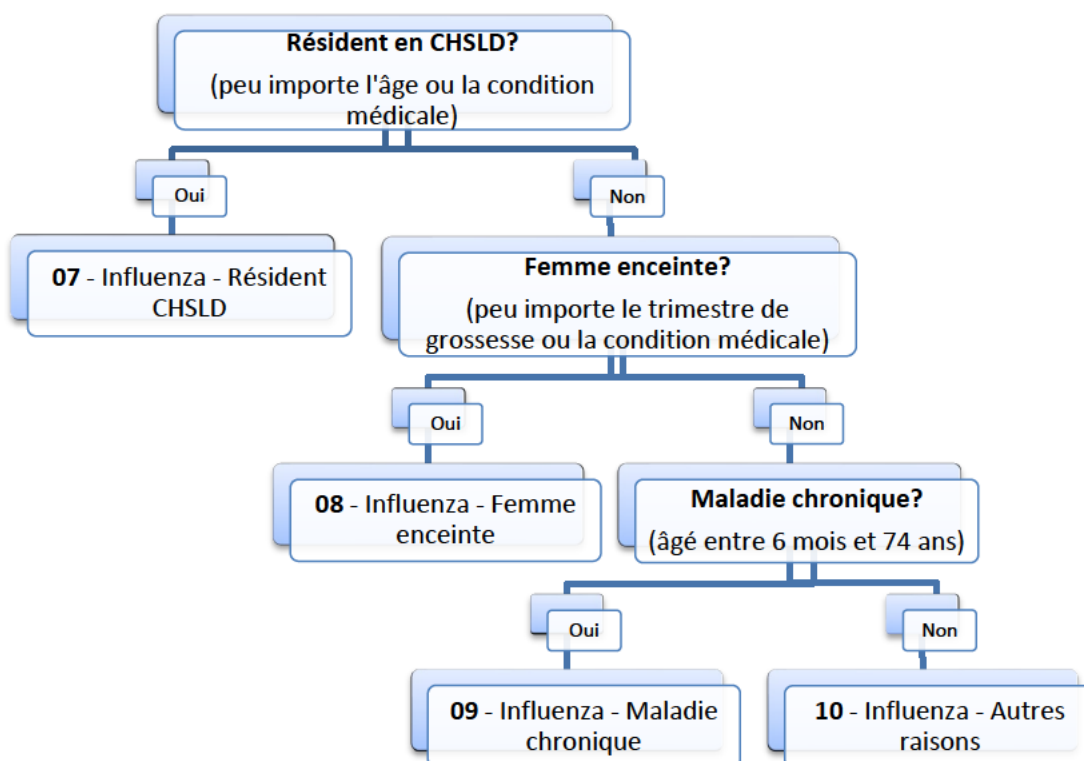 Résident en CHSLD?
(peu importe l'âge ou la condition
médicale)
Oui
Non
07 - Influenza - Résident
CHSLD
Femme enceinte?
(peu importe le trimestre de
grossesse ou la condition médicale)
Oui
Non
08 - Influenza - Femme
enceinte
Maladie chronique?
(âgé entre 6 mois et 74 ans)
Oui
Non
09 - Influenza - Maladie
chronique
10 - Influenza - Autres
raisons